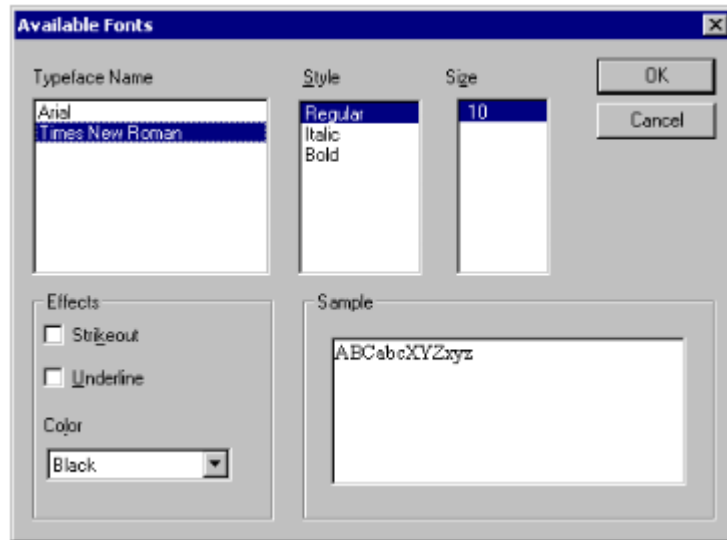 Available Fonts
Typeface Name
Style
Size
OK
Cancel
Arial
Times New Roman
Regular
Italic
Bold
10
Effects
Strikeout
Underline
Color
Black
Sample
ABCabcXYZxyz